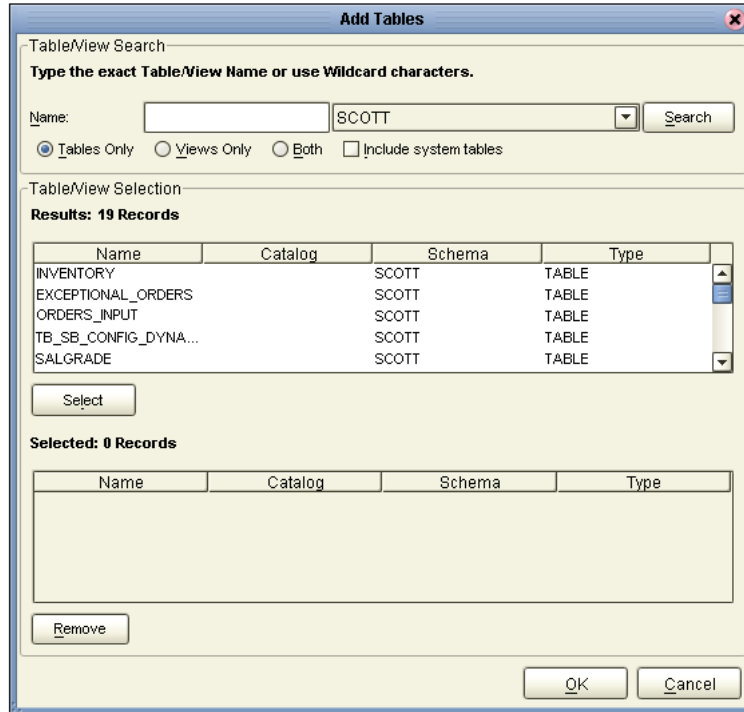 Add Tables
Table/View Search
Type the exact Table/View Name or use Wildcard characters.
Name: SCOTT Search
Tables Only Views Only Both Include system tables
Table/View Selection
Results: 19 Records
Name Catalog Schema Type
INVENTORY SCOTT TABLE
EXCEPTIONAL_ORDERS SCOTT TABLE
ORDERS_INPUT SCOTT TABLE
TB_SB_CONFIG_DYNA... SCOTT TABLE
SALGRADE SCOTT TABLE
Select
Selected: 0 Records
Name Catalog Schema Type
Remove
OK Cancel